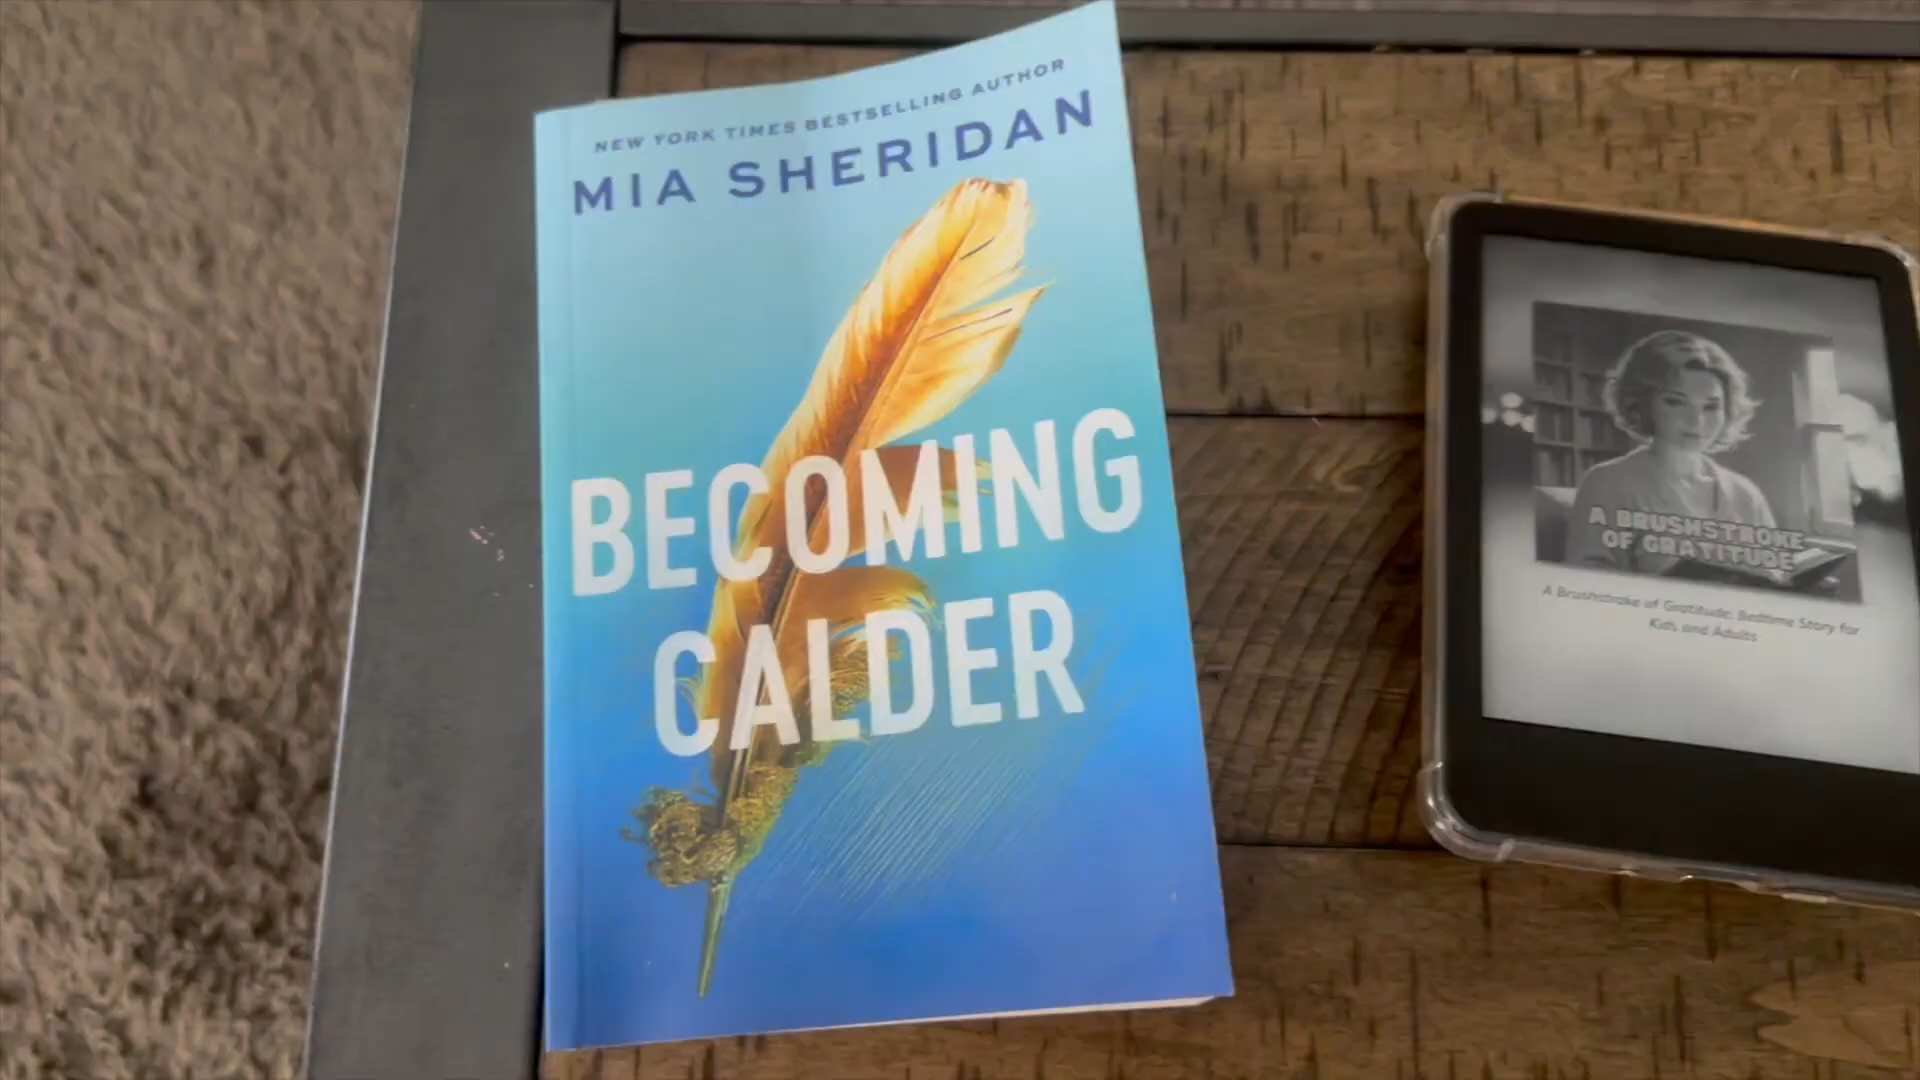 NEW YORK TIMES BESTSELLING AUTHOR
MIA SHERIDAN
BECOMING
CALDER
A BRUSHSTROKE
OF GRATITUDE
A Brushstroke of Gratitude: Bedtime Story for
Kids and Adults